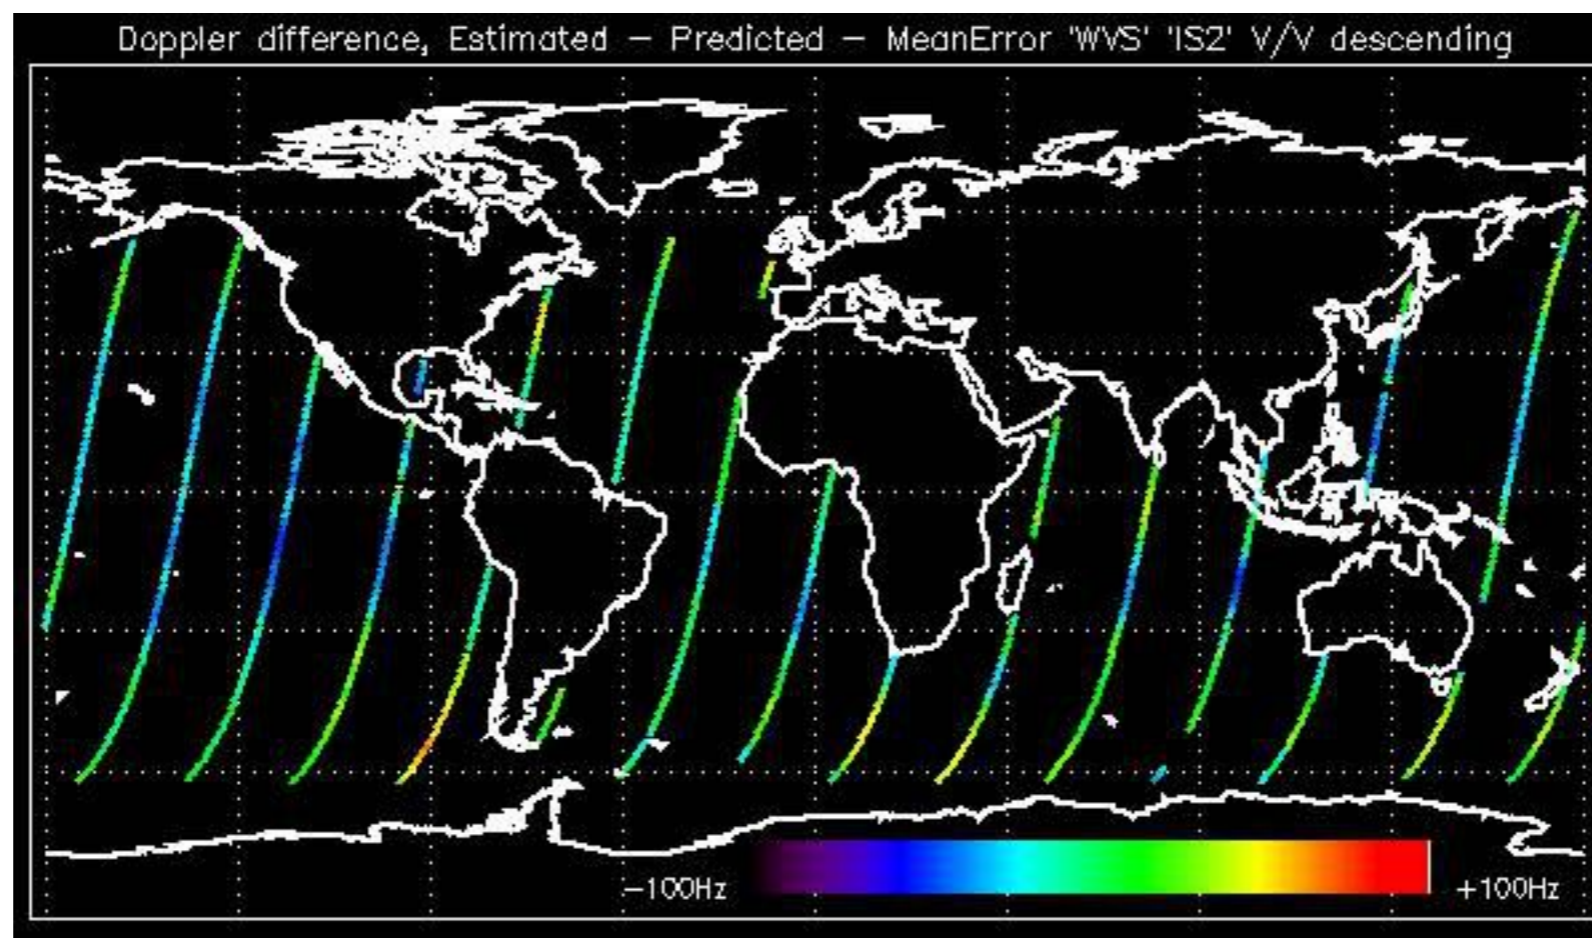 Doppler difference, Estimated – Predicted – MeanError 'WVS' 'IS2' V/V descending
–100Hz
+100Hz